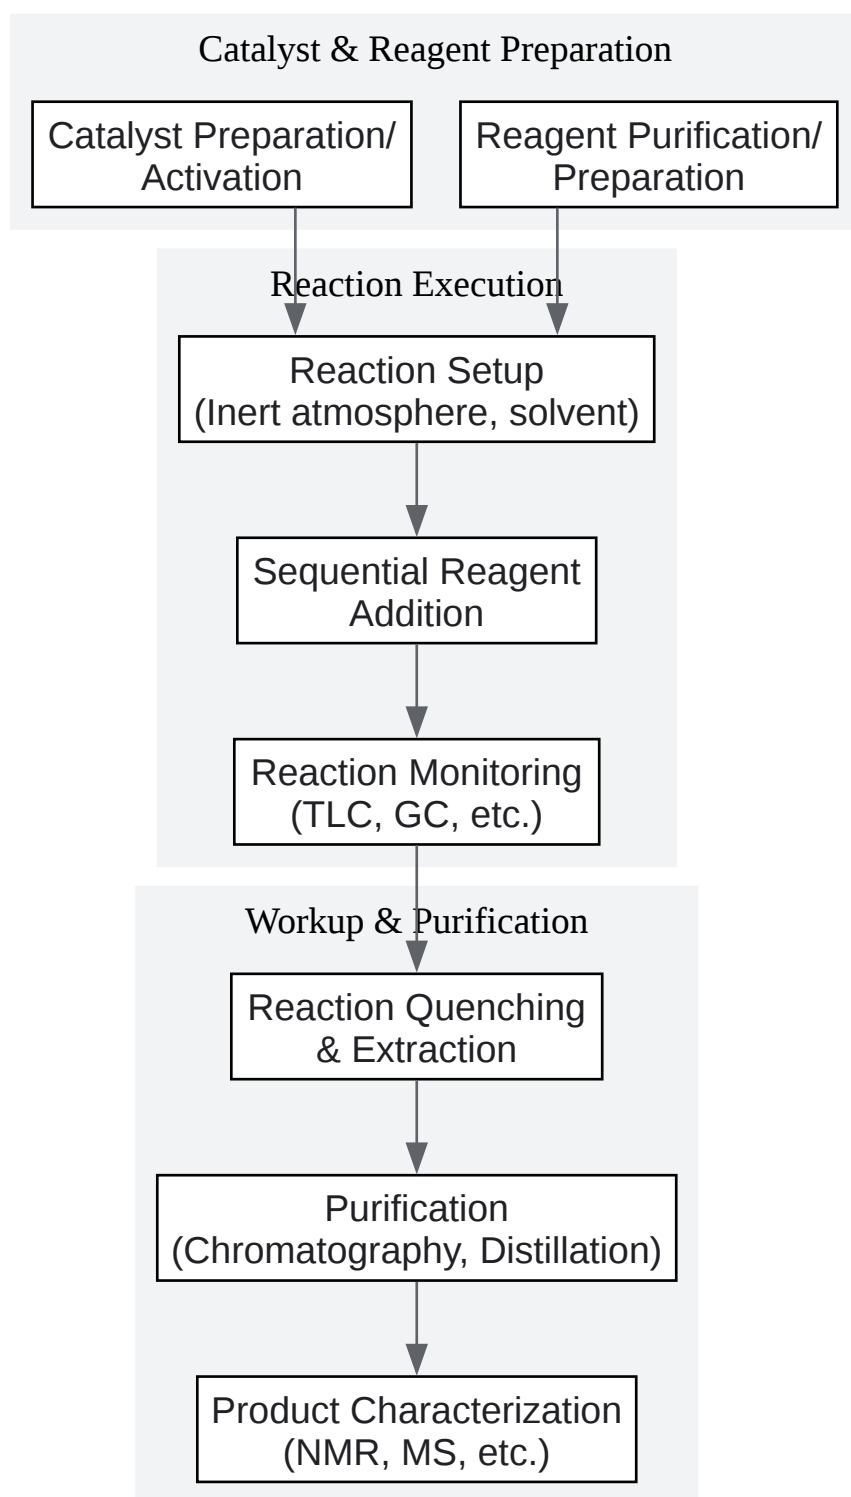 Catalyst & Reagent Preparation
Catalyst Preparation/
Activation
Reagent Purification/
Preparation
Reaction Execution
Reaction Setup
(Inert atmosphere, solvent)
Sequential Reagent
Addition
Reaction Monitoring
(TLC, GC, etc.)
Workup & Purification
Reaction Quenching
& Extraction
Purification
(Chromatography, Distillation)
Product Characterization
(NMR, MS, etc.)